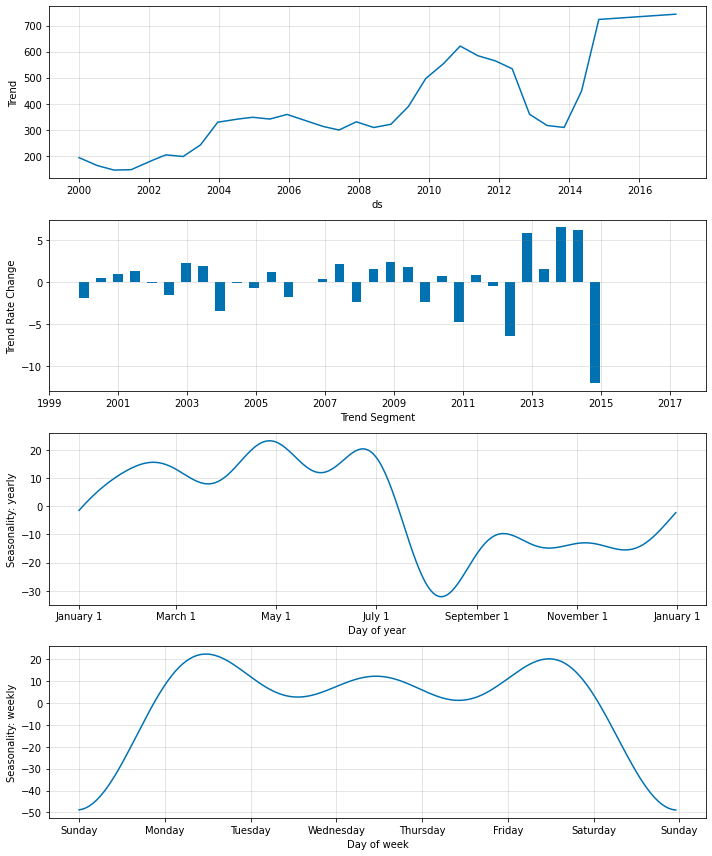 700
600
500
400
300
200
Trend
2000 2002 2004 2006 2008 2010 2012 2014 2016
ds
5
0
−5
−10
Trend Rate Change
1999 2001 2003 2005 2007 2009 2011 2013 2015 2017
Trend Segment
20
10
0
−10
−20
−30
Seasonality: yearly
January 1 March 1 May 1 July 1 September 1 November 1 January 1
Day of year
20
10
0
−10
−20
−30
−40
−50
Seasonality: weekly
Sunday Monday Tuesday Wednesday Thursday Friday Saturday Sunday
Day of week